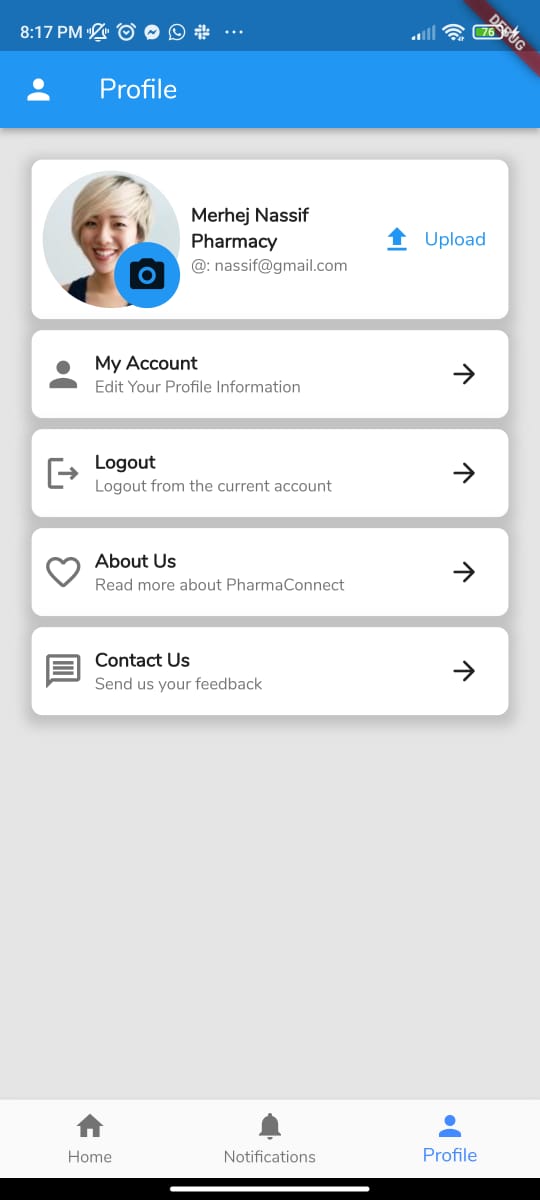 8:17 PM
76
DEBUG
Profile
Merhej Nassif
Pharmacy
@: nassif@gmail.com
Upload
My Account
Edit Your Profile Information
Logout
Logout from the current account
About Us
Read more about PharmaConnect
Contact Us
Send us your feedback
Home
Notifications
Profile